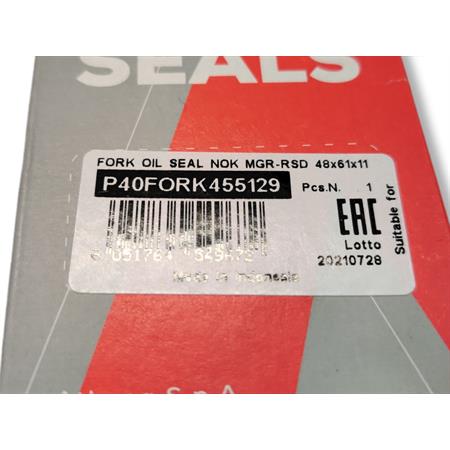 SEALS
FORK OIL SEAL NOK MGR-RSD 48x61x11
P40FORK455129
Pcs.N. 1
EAC
Lotto
20210728
Suitable for
Made in Indonesia